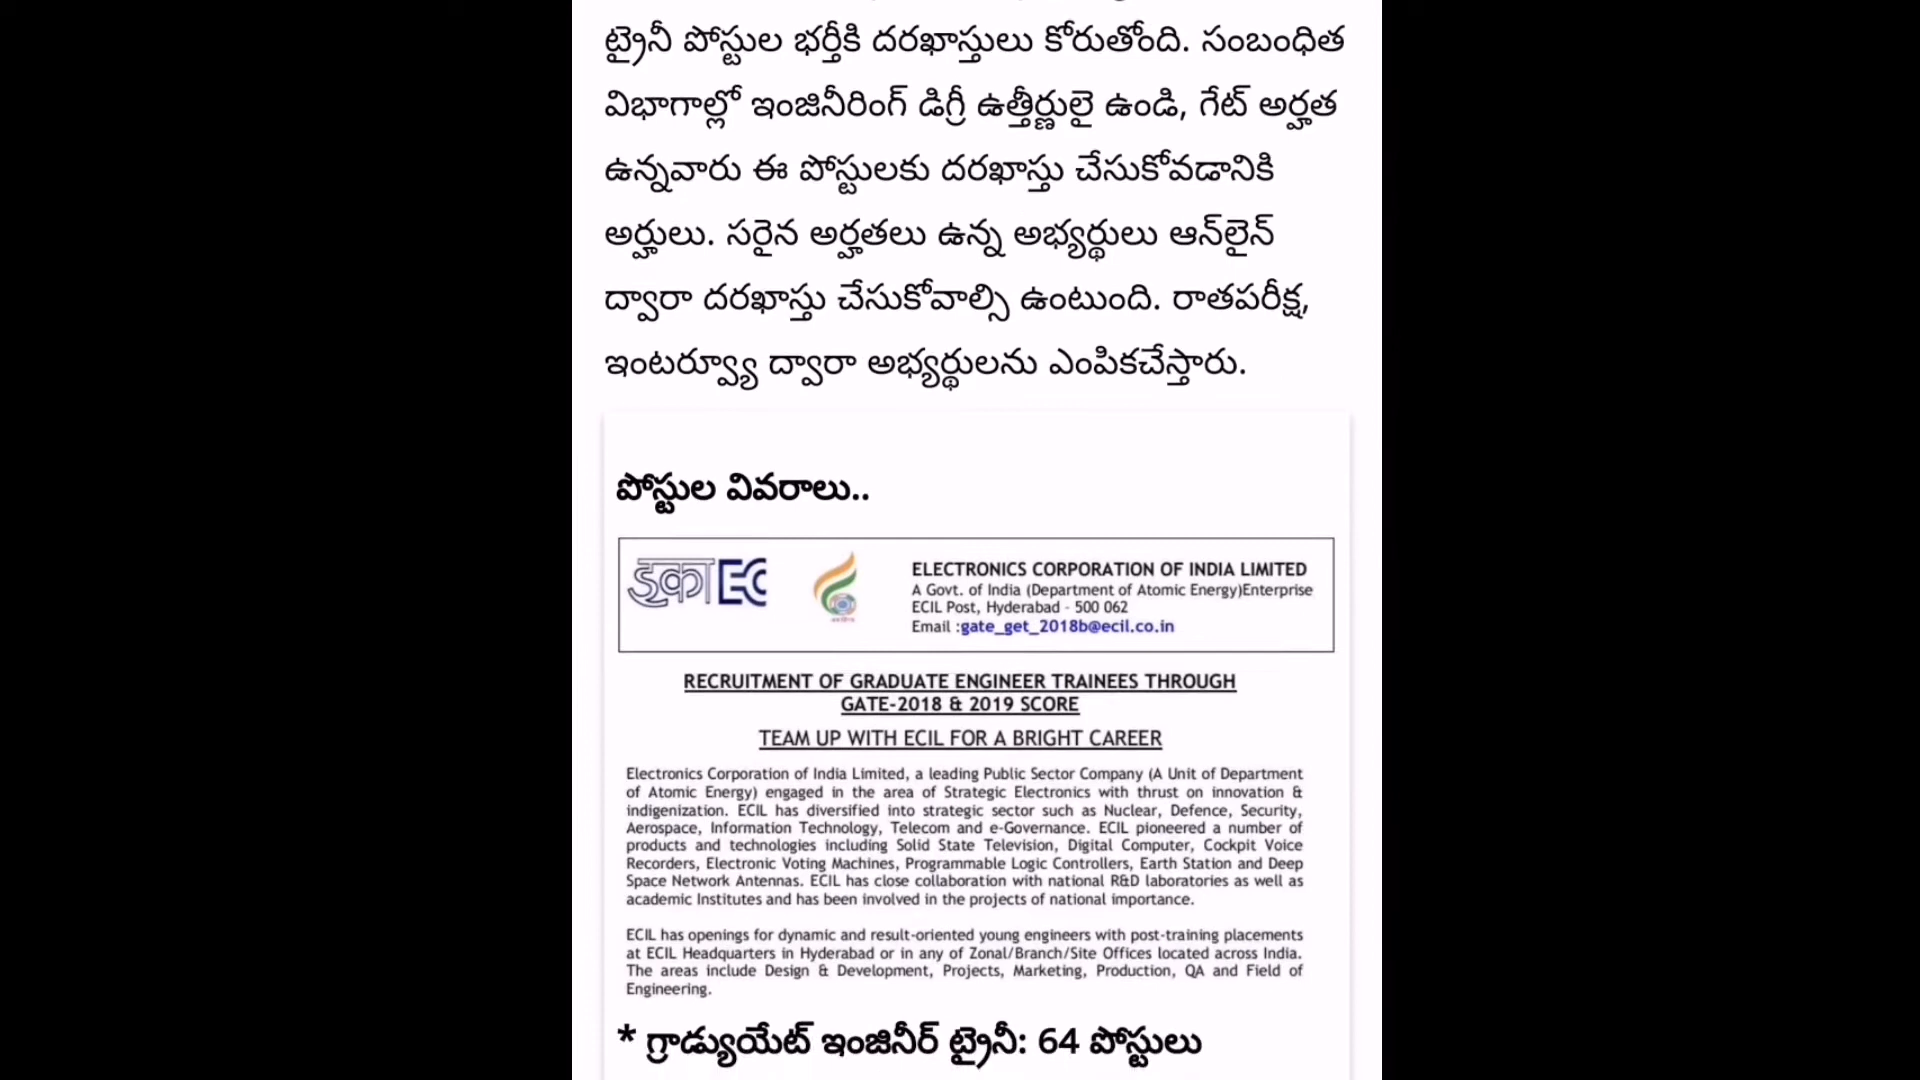 ట్రైనీ పోస్టుల భర్తీకి దరఖాస్తులు కోరుతోంది. సంబంధిత
విభాగాల్లో ఇంజినీరింగ్ డిగ్రీ ఉత్తీర్ణులై ఉండి, గేట్ అర్హత
ఉన్నవారు ఈ పోస్టులకు దరఖాస్తు చేసుకోవడానికి
అర్హులు. సరైన అర్హతలు ఉన్న అభ్యర్థులు ఆన్‌లైన్
ద్వారా దరఖాస్తు చేసుకోవాల్సి ఉంటుంది. రాతపరీక్ష,
ఇంటర్వ్యూ ద్వారా అభ్యర్థులను ఎంపికచేస్తారు.
పోస్టుల వివరాలు..
इका EC
ELECTRONICS CORPORATION OF INDIA LIMITED
A Govt. of India (Department of Atomic Energy)Enterprise
ECIL Post, Hyderabad - 500 062
Email :gate_get_2018b@ecil.co.in
RECRUITMENT OF GRADUATE ENGINEER TRAINEES THROUGH
GATE-2018 & 2019 SCORE
TEAM UP WITH ECIL FOR A BRIGHT CAREER
Electronics Corporation of India Limited, a leading Public Sector Company (A Unit of Department
of Atomic Energy) engaged in the area of Strategic Electronics with thrust on innovation &
indigenization. ECIL has diversified into strategic sector such as Nuclear, Defence, Security,
Aerospace, Information Technology, Telecom and e-Governance. ECIL pioneered a number of
products and technologies including Solid State Television, Digital Computer, Cockpit Voice
Recorders, Electronic Voting Machines, Programmable Logic Controllers, Earth Station and Deep
Space Network Antennas. ECIL has close collaboration with national R&D laboratories as well as
academic Institutes and has been involved in the projects of national importance.
ECIL has openings for dynamic and result-oriented young engineers with post-training placements
at ECIL Headquarters in Hyderabad or in any of Zonal/Branch/Site Offices located across India.
The areas include Design & Development, Projects, Marketing, Production, QA and Field of
Engineering.
* గ్రాడ్యుయేట్ ఇంజినీర్ ట్రైనీ: 64 పోస్టులు